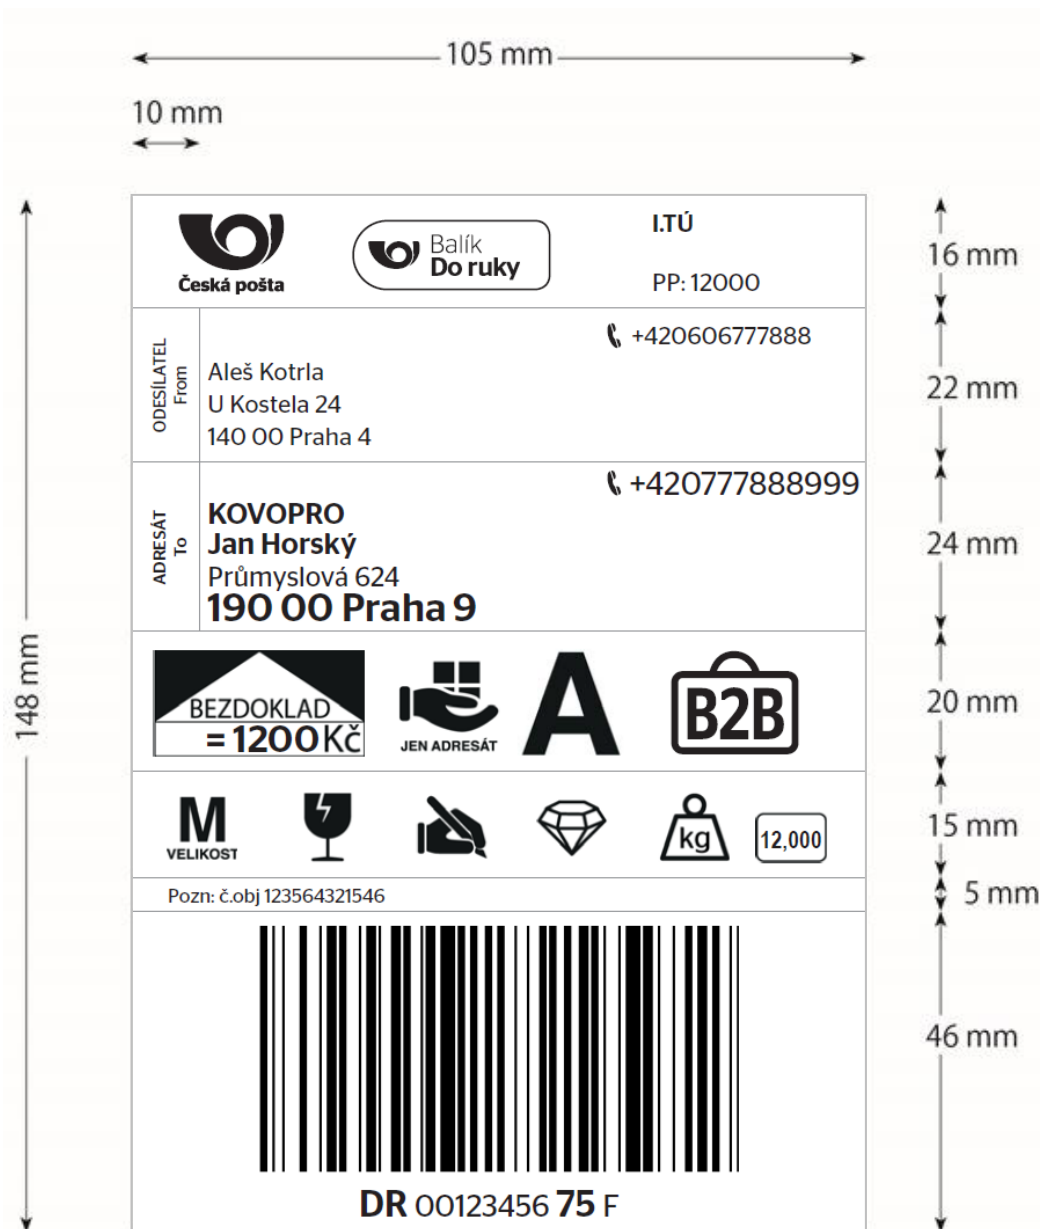 105 mm
10 mm
148 mm
Česká pošta
Balík
Do ruky
I.TÚ
PP: 12000
16 mm
ODESÍLATEL
From
+420606777888
Aleš Kotrla
U Kostela 24
140 00 Praha 4
22 mm
ADRESÁT
To
+420777888999
KOVOPRO
Jan Horský
Průmyslová 624
190 00 Praha 9
24 mm
BEZDOKLAD
= 1200 Kč
JEN ADRESÁT
A
B2B
20 mm
M
VELIKOST
kg
12,000
15 mm
Pozn: č.obj 123564321546
5 mm
46 mm
DR 00123456 75 F